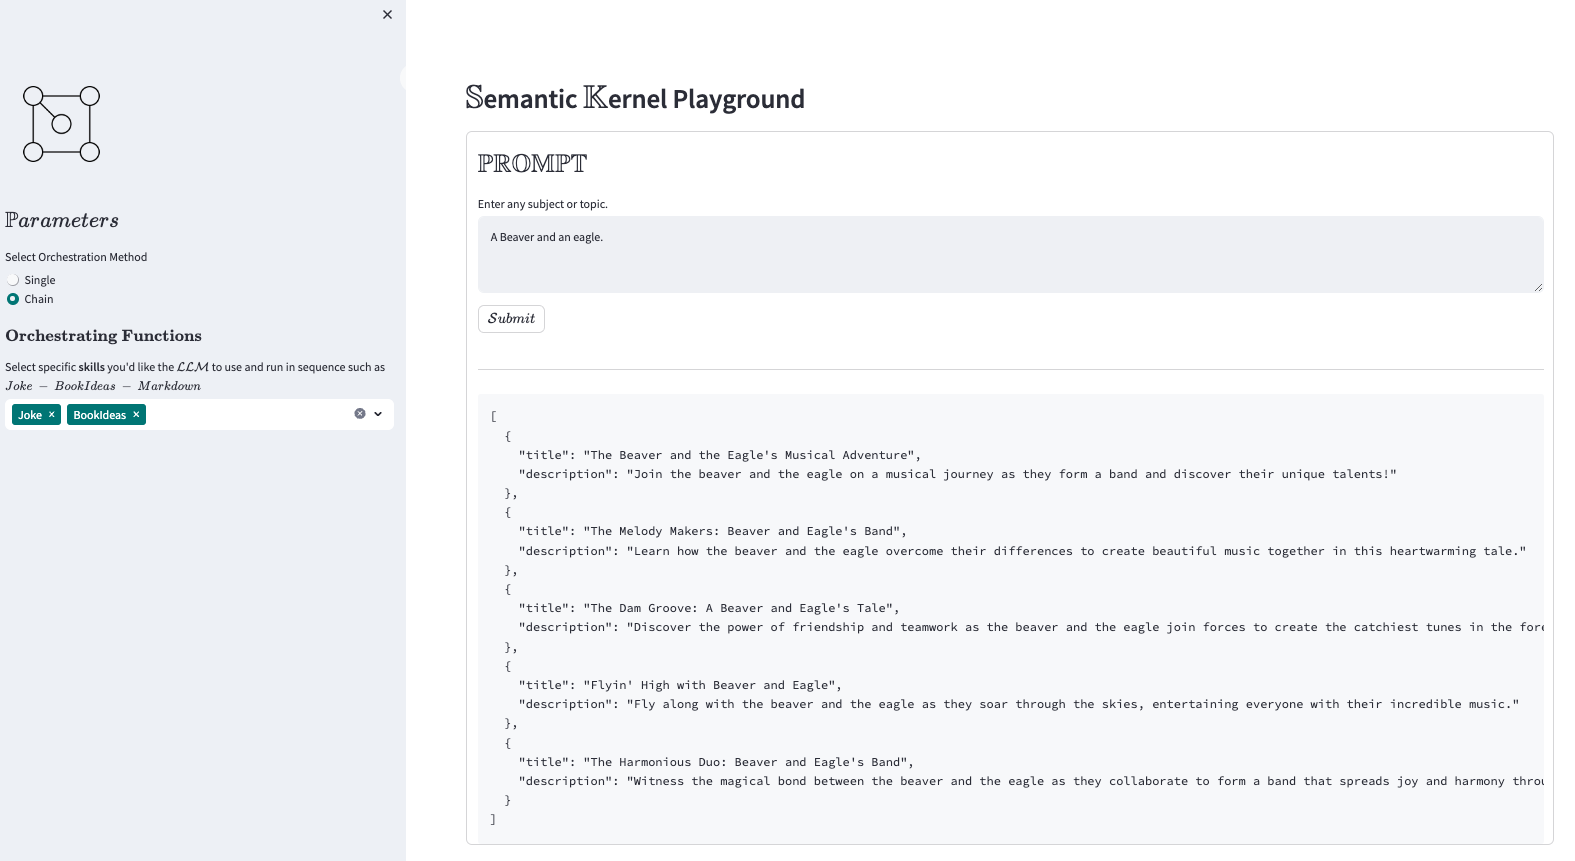 ×
ℙarameters
Select Orchestration Method
Single
Chain
Orchestrating Functions
Select specific skills you'd like the ℒℒℳ to use and run in sequence such as
Joke − BookIdeas − Markdown
Joke × BookIdeas ×
𝕊emantic 𝕂ernel Playground
ℙℝ𝕆𝕄ℙ𝕋
Enter any subject or topic.
A Beaver and an eagle.
Submit
[
  {
    "title": "The Beaver and the Eagle's Musical Adventure",
    "description": "Join the beaver and the eagle on a musical journey as they form a band and discover their unique talents!"
  },
  {
    "title": "The Melody Makers: Beaver and Eagle's Band",
    "description": "Learn how the beaver and the eagle overcome their differences to create beautiful music together in this heartwarming tale."
  },
  {
    "title": "The Dam Groove: A Beaver and Eagle's Tale",
    "description": "Discover the power of friendship and teamwork as the beaver and the eagle join forces to create the catchiest tunes in the
  },
  {
    "title": "Flyin' High with Beaver and Eagle",
    "description": "Fly along with the beaver and the eagle as they soar through the skies, entertaining everyone with their incredible music."
  },
  {
    "title": "The Harmonious Duo: Beaver and Eagle's Band",
    "description": "Witness the magical bond between the beaver and the eagle as they collaborate to form a band that spreads joy and harmony
  }
]